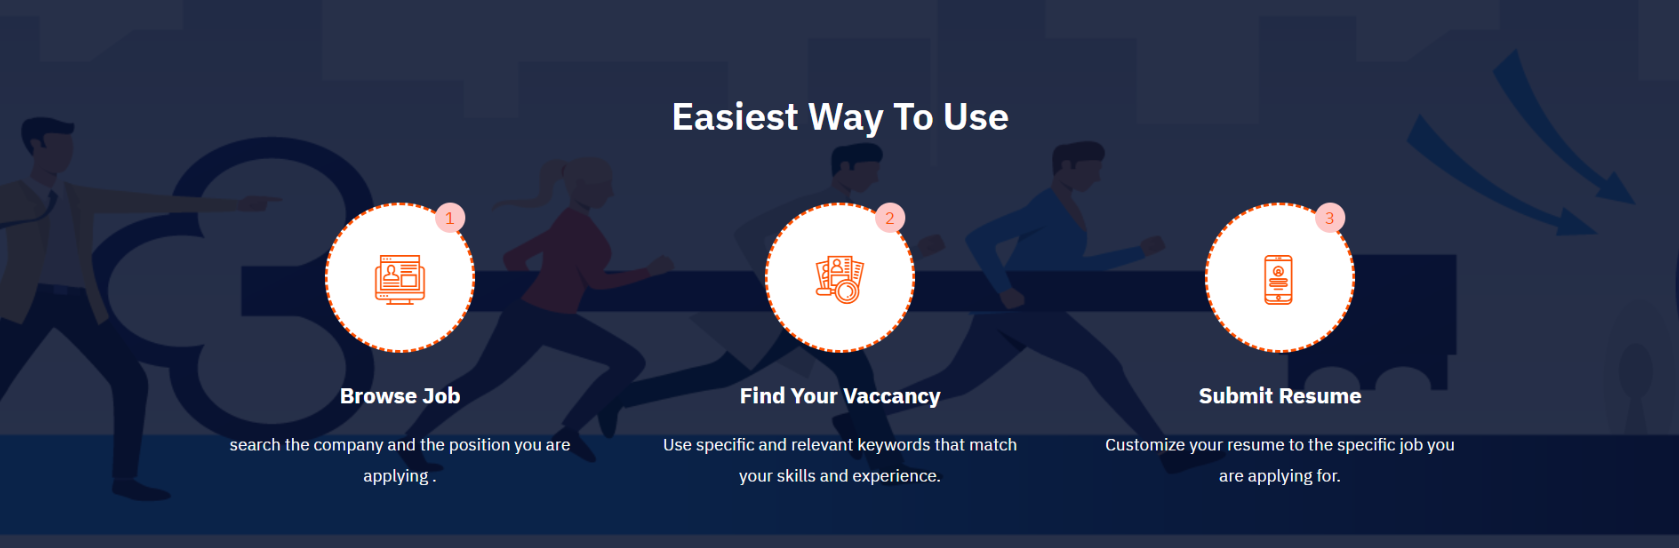 Easiest Way To Use
1
2
3
Browse Job
Find Your Vaccancy
Submit Resume
search the company and the position you are
applying .
Use specific and relevant keywords that match
your skills and experience.
Customize your resume to the specific job you
are applying for.